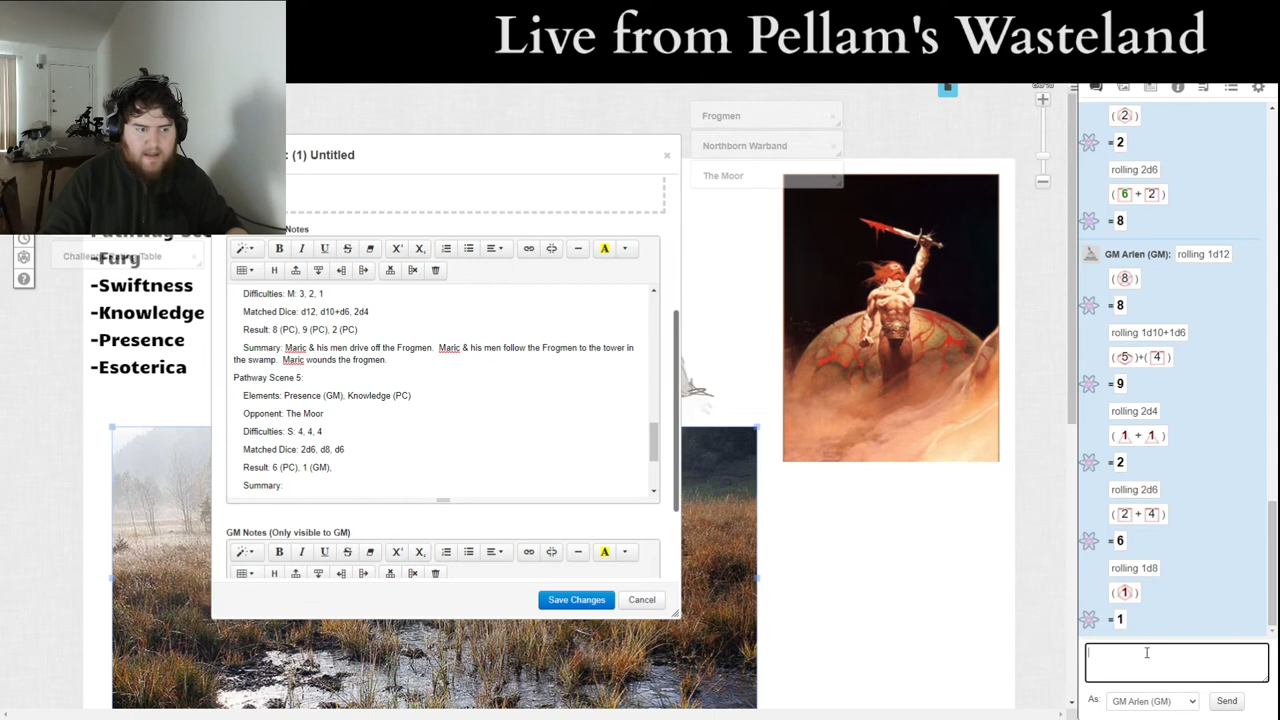 Live from Pellam's Wasteland
Frogmen
Northborn Warband
The Moor
: (1) Untitled
Notes
Difficulties: M: 3, 2, 1
Matched Dice: d12, d10+d6, 2d4
Result: 8 (PC), 9 (PC), 2 (PC)
Summary: Maric & his men drive off the Frogmen. Maric & his men follow the Frogmen to the tower in
the swamp. Maric wounds the frogmen.
Pathway Scene 5:
Elements: Presence (GM), Knowledge (PC)
Opponent: The Moor
Difficulties: S: 4, 4, 4
Matched Dice: 2d6, d8, d6
Result: 6 (PC), 1 (GM),
Summary:
GM Notes (Only visible to GM)
Save Changes
Cancel
-Fury
-Swiftness
-Knowledge
-Presence
-Esoterica
(2)
= 2
rolling 2d6
(6 + 2)
= 8
GM Arlen (GM): rolling 1d12
(8)
= 8
rolling 1d10+1d6
(5)+(4)
= 9
rolling 2d4
(1 + 1)
= 2
rolling 2d6
(2 + 4)
= 6
rolling 1d8
(1)
= 1
As: GM Arlen (GM)
Send